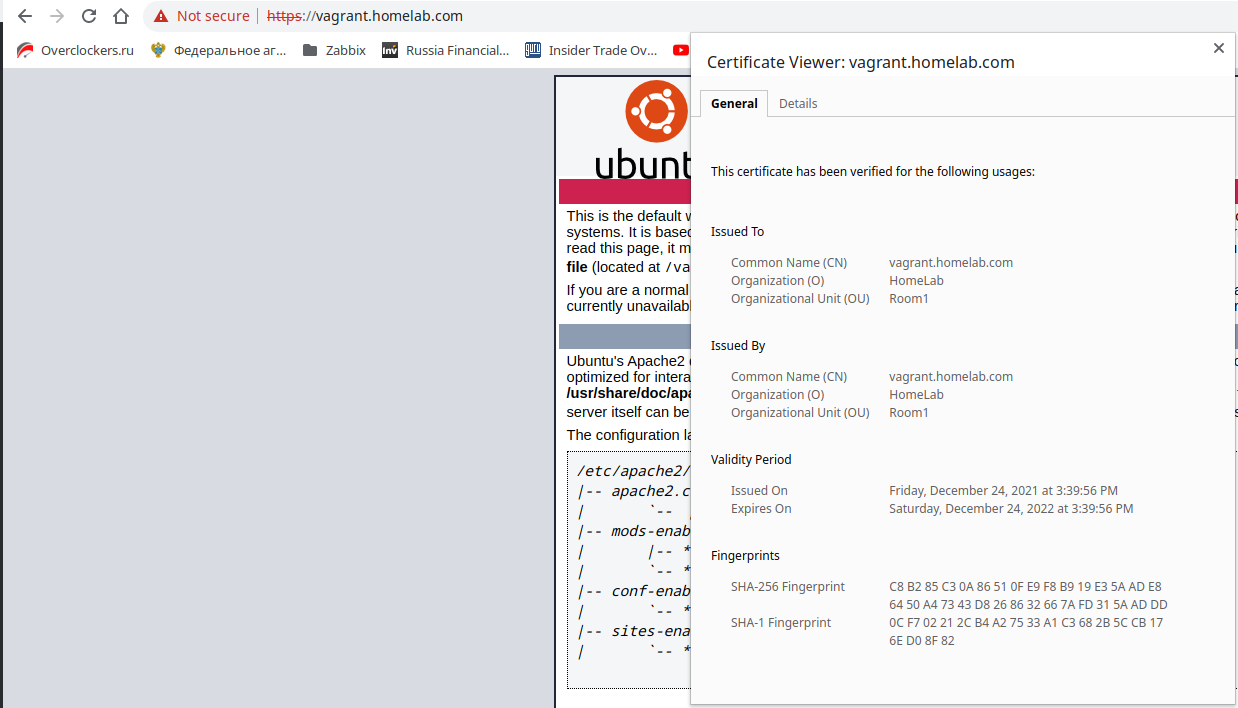 Not secure | https://vagrant.homelab.com
Overclockers.ru Федеральное аг... Zabbix Inv Russia Financial... guru Insider Trade Ov...
Certificate Viewer: vagrant.homelab.com
General Details
ubunt
This certificate has been verified for the following usages:
This is the default
systems. It is based
read this page, it
file (located at
If you are a normal
currently
Issued To
Common Name (CN) vagrant.homelab.com
Organization (O) HomeLab
Organizational Unit (OU) Room1
Issued By
Common Name (CN) vagrant.homelab.com
Organization (O) HomeLab
Organizational Unit (OU) Room1
Ubuntu's Apache2
optimized for
server itself can be
The configuration
Validity Period
Issued On Friday, December 24, 2021 at 3:39:56 PM
Expires On Saturday, December 24, 2022 at 3:39:56 PM
Fingerprints
SHA-256 Fingerprint C8 B2 85 C3 0A 86 51 0F E9 F8 B9 19 E3 5A AD E8
64 50 A4 73 43 D8 26 86 32 66 7A FD 31 5A AD DD
SHA-1 Fingerprint 0C F7 02 21 2C B4 A2 75 33 A1 C3 68 2B 5C CB 17
6E D0 8F 82
/etc/apache2/
|-- apache2.c
| `--
|-- mods-enab
| |-- *
| `-- *
|-- conf-enab
| `-- *
|-- sites-ena
| `-- *